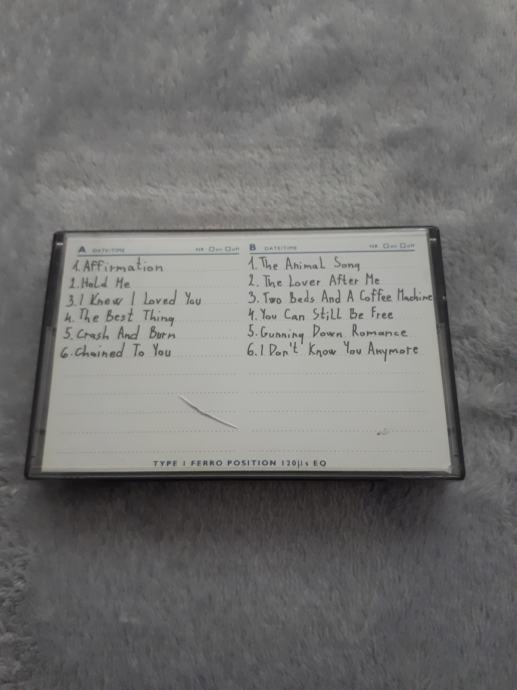 A DATE/TIME NR □on □off
1. Affirmation
2. Hold Me
3. I Knew I Loved You
4. The Best Thing
5. Crash And Burn
6. Chained To You
B DATE/TIME NR □on □off
1. The Animal Song
2. The Lover After Me
3. Two Beds And A Coffee Machine
4. You Can Still Be Free
5. Gunning Down Romance
6. I Don't Know You Anymore
TYPE I FERRO POSITION 120µs EQ